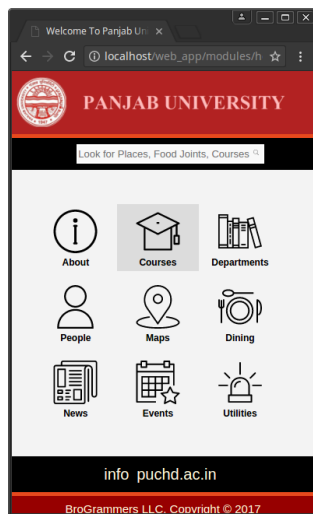 Welcome To Panjab Un
localhost/web_app/modules/h
PANJAB UNIVERSITY
Look for Places, Food Joints, Courses
About Courses Departments
People Maps Dining
News Events Utilities
info puchd.ac.in
BroGrammers LLC. Copyright © 2017